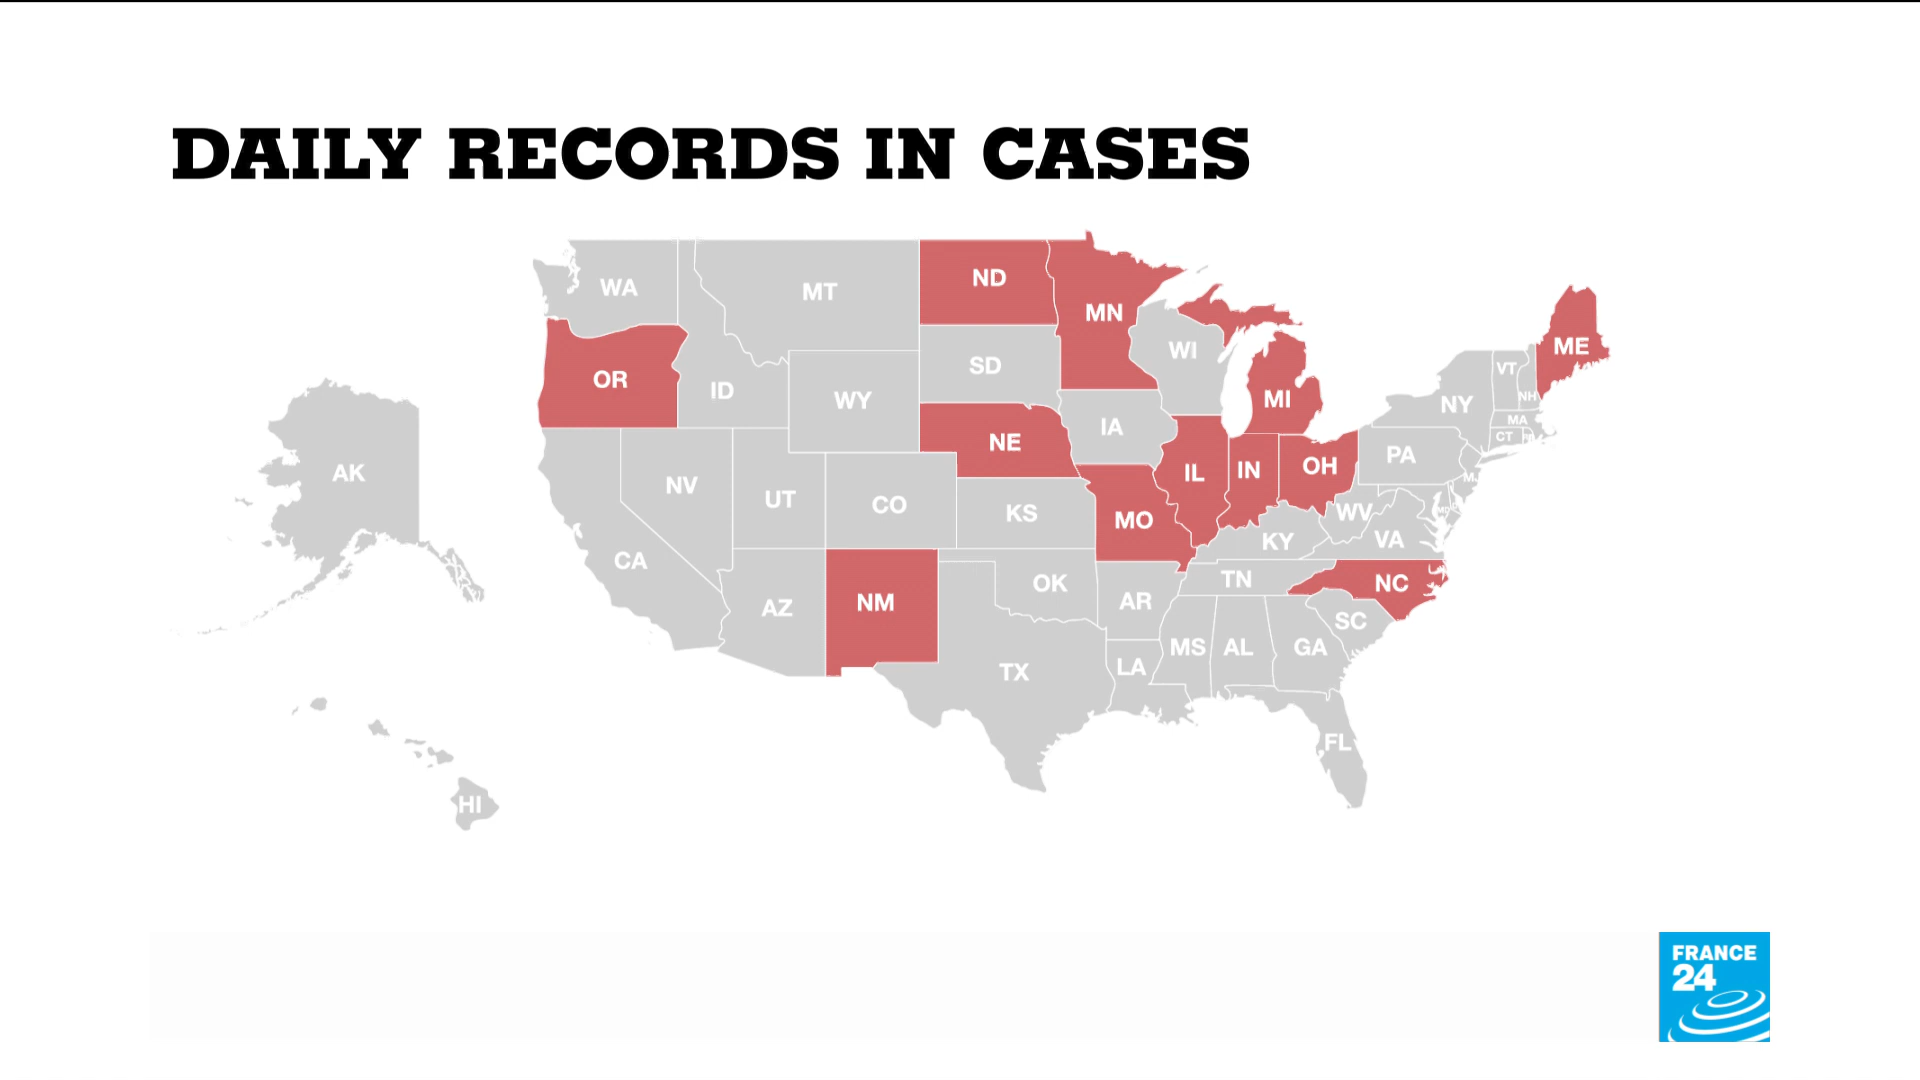 DAILY RECORDS IN CASES
WA
MT
ND
MN
OR
ID
WY
SD
WI
MI
ME
VT
NH
NY
MA
CT
AK
NV
UT
CO
NE
IA
IL
IN
OH
PA
CA
KS
MO
KY
WV
VA
AZ
NM
OK
AR
TN
NC
SC
TX
LA
MS
AL
GA
FL
HI
FRANCE
24